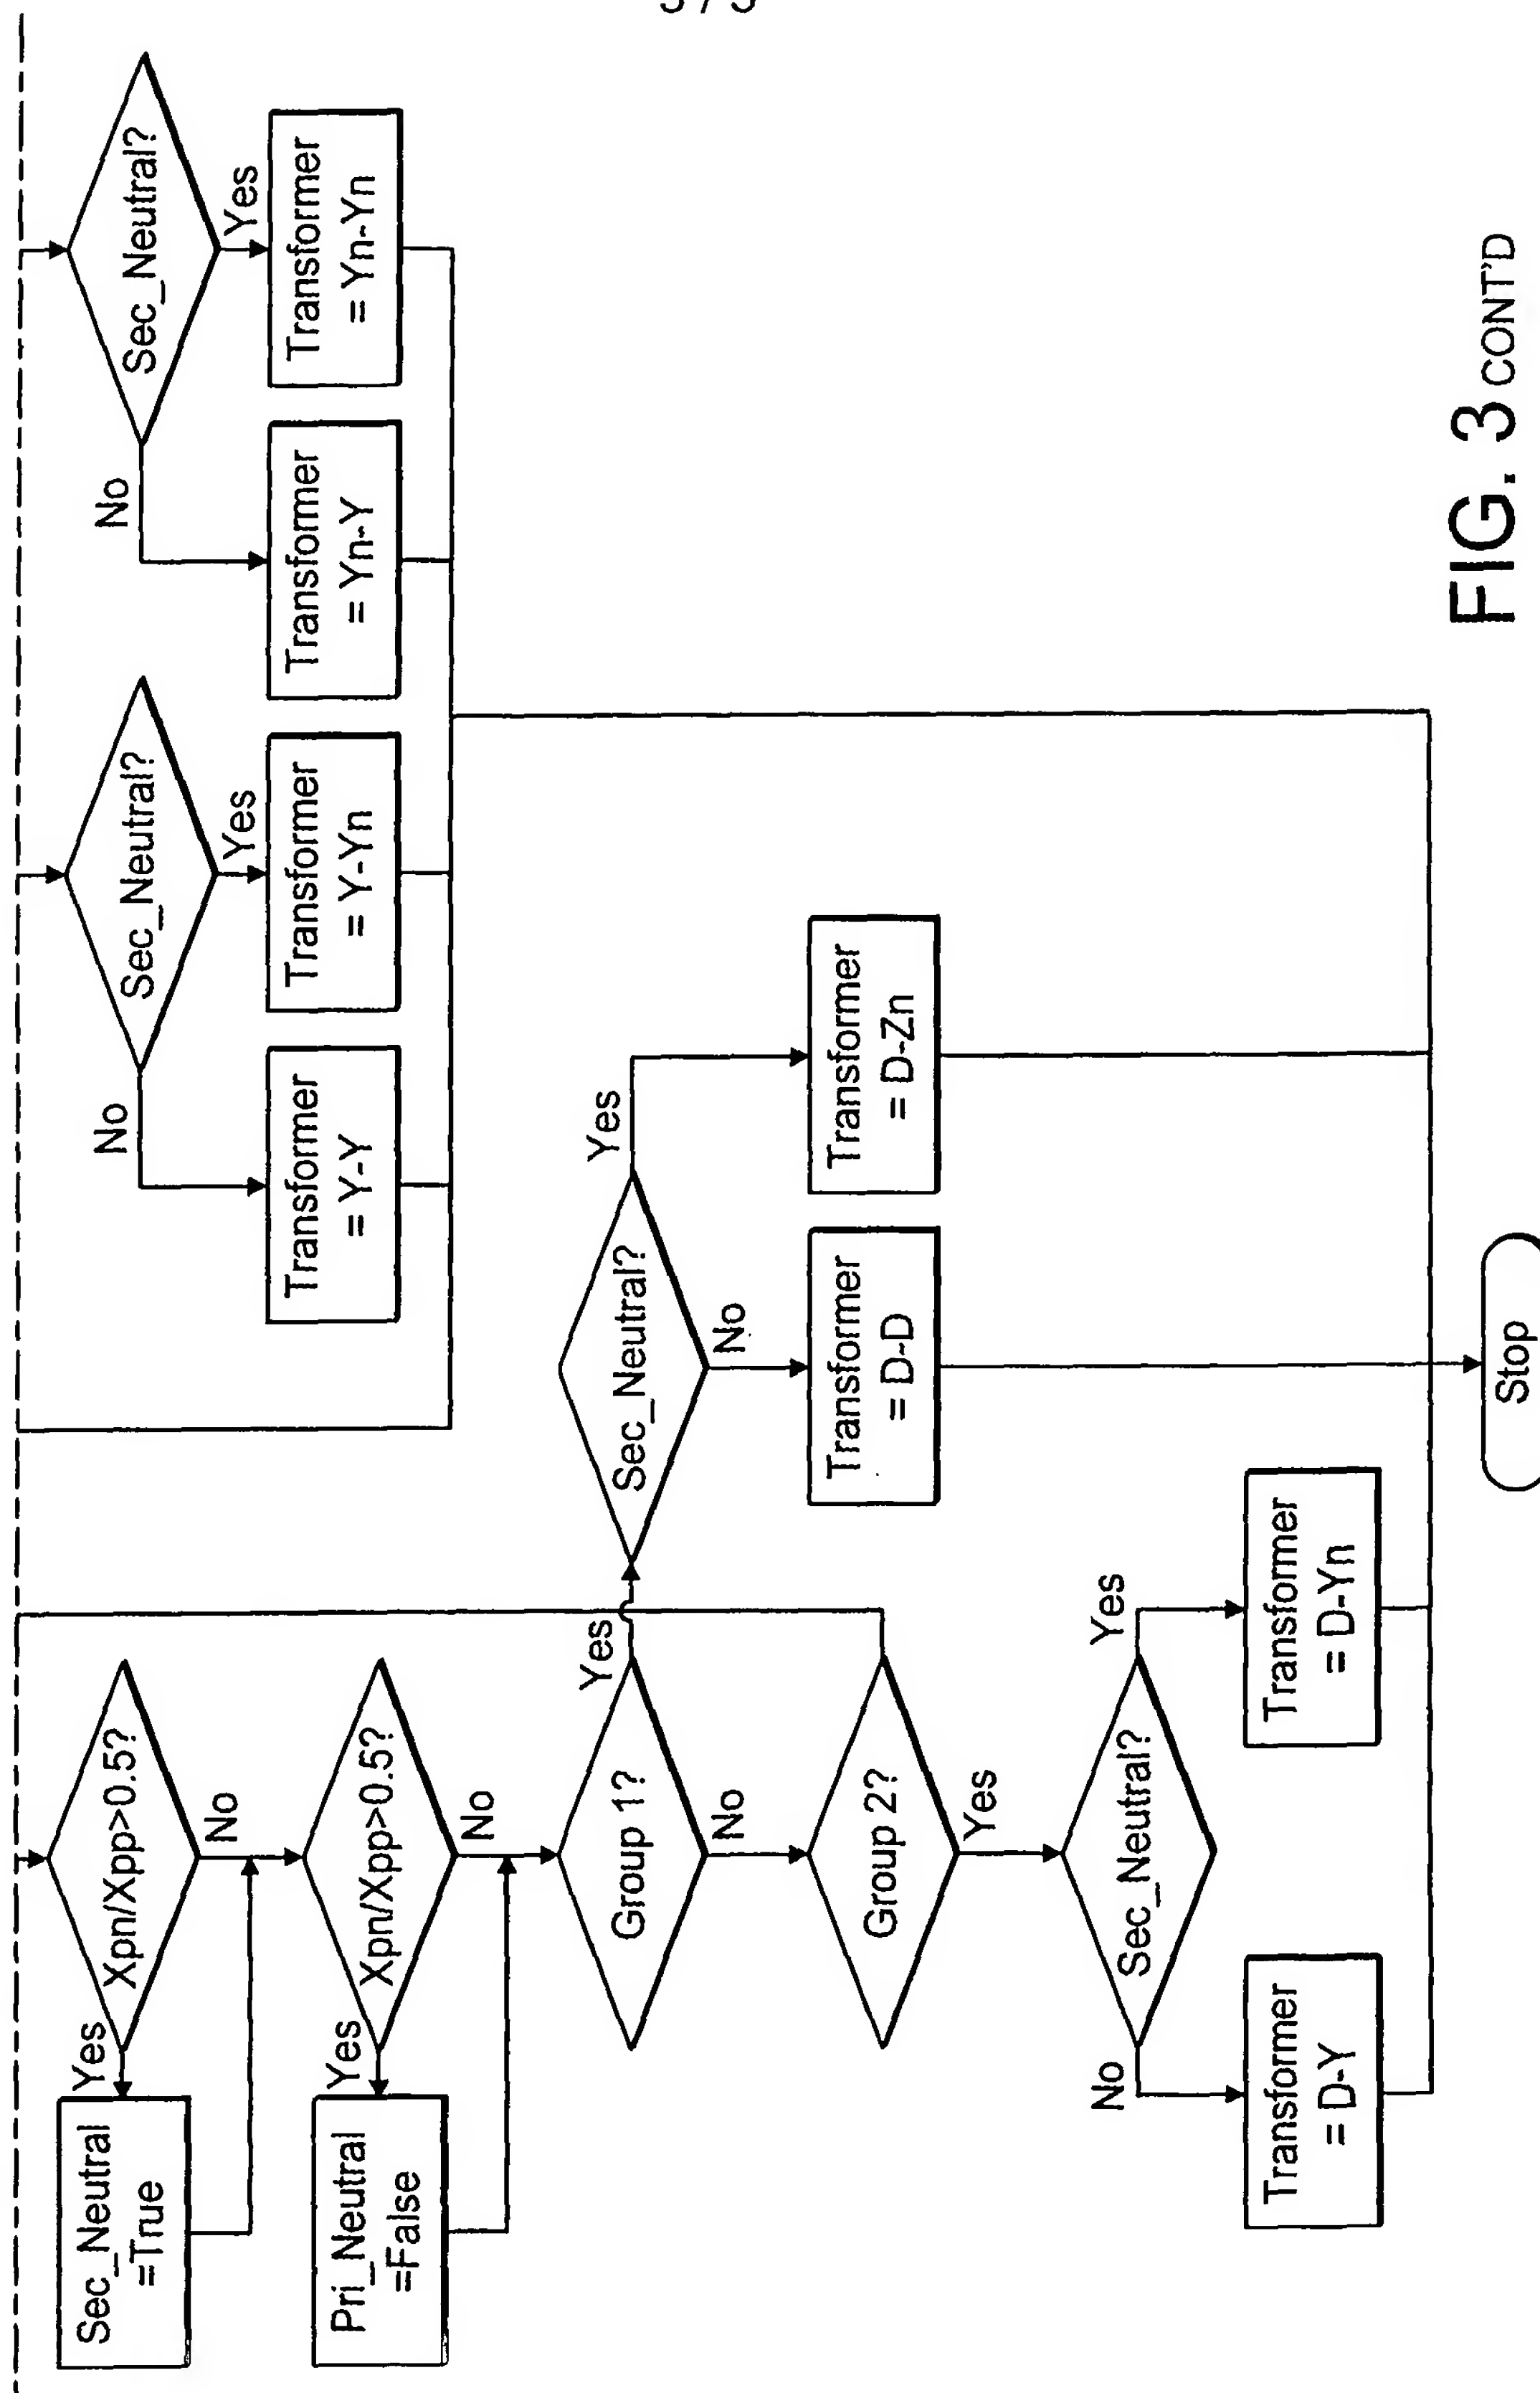 Sec_Neutral
=True
Yes
Xpn/Xpp>0.5?
No
Pri_Neutral
=False
Yes
Xpn/Xpp>0.5?
No
Group 1?
Yes
No
Group 2?
Yes
No
Sec_Neutral?
Yes
Transformer
= D-Y
Transformer
= D-Yn
Sec_Neutral?
Yes
No
Transformer
= D-D
Transformer
= D-Zn
No
Sec_Neutral?
Yes
Transformer
= Y-Y
Transformer
= Y-Yn
No
Sec_Neutral?
Yes
Transformer
= Yn-Y
Transformer
= Yn-Yn
Stop
FIG. 3 CONT'D